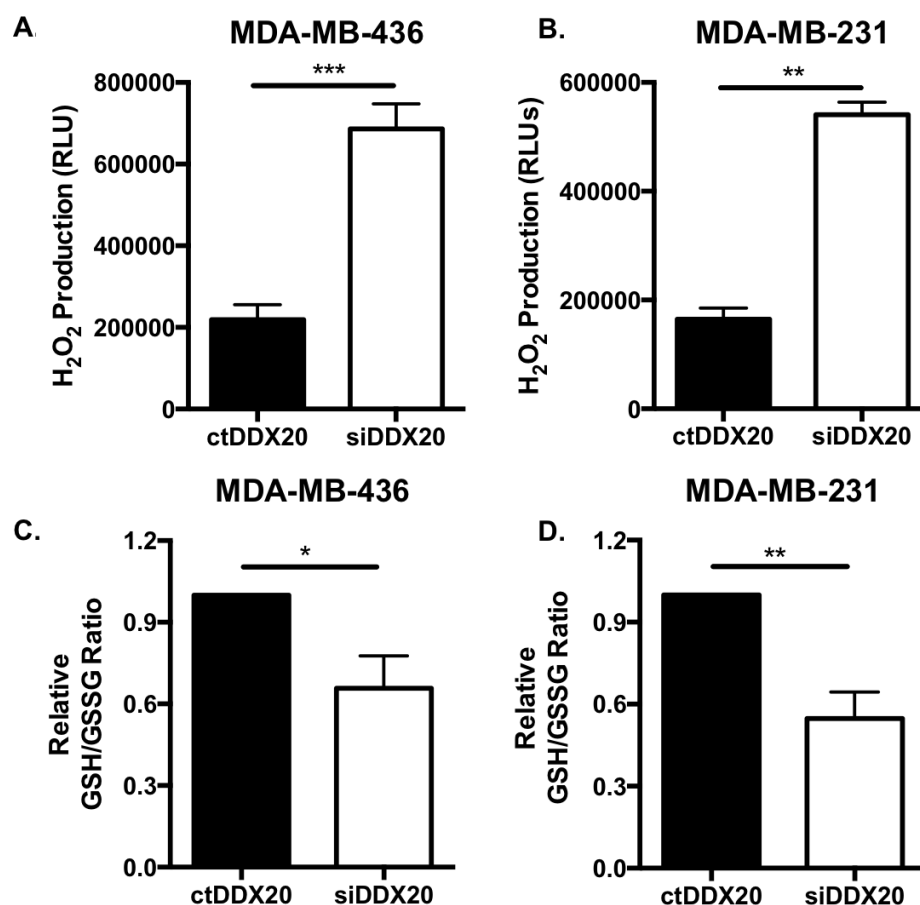 A.
MDA-MB-436
***
H2O2 Production (RLU)
800000
600000
400000
200000
0
ctDDX20
siDDX20
B.
MDA-MB-231
**
H2O2 Production (RLUs)
600000
400000
200000
0
ctDDX20
siDDX20
C.
MDA-MB-436
*
Relative
GSH/GSSG Ratio
1.2
0.9
0.6
0.3
0.0
ctDDX20
siDDX20
D.
MDA-MB-231
**
Relative
GSH/GSSG Ratio
1.2
0.9
0.6
0.3
0.0
ctDDX20
siDDX20